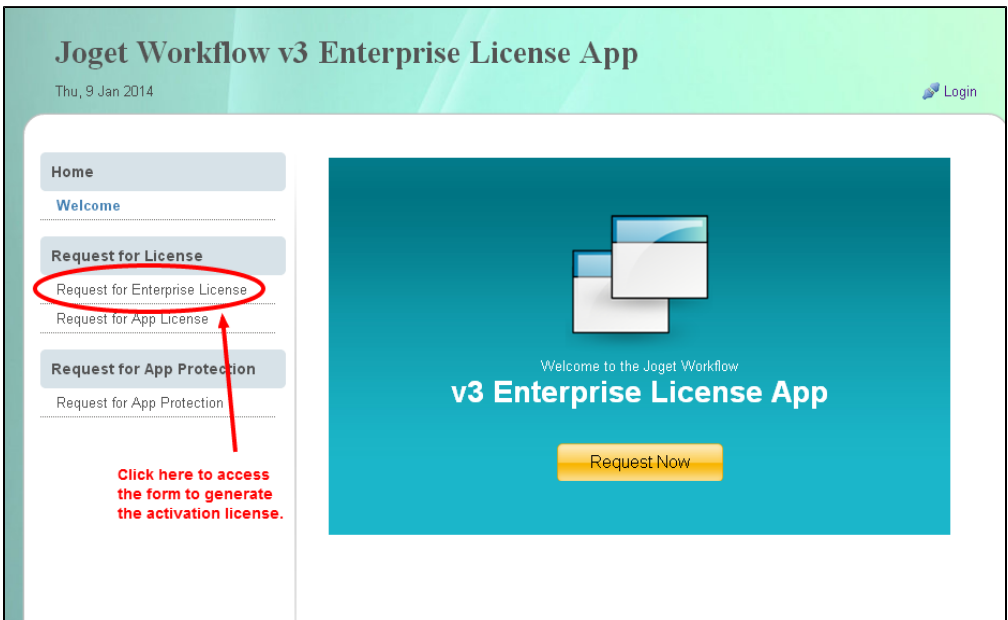 Joget Workflow v3 Enterprise License App
Thu, 9 Jan 2014
Login
Home
Welcome
Request for License
Request for Enterprise License
Request for App License
Request for App Protection
Request for App Protection
Click here to access
the form to generate
the activation license.
Welcome to the Joget Workflow
v3 Enterprise License App
Request Now